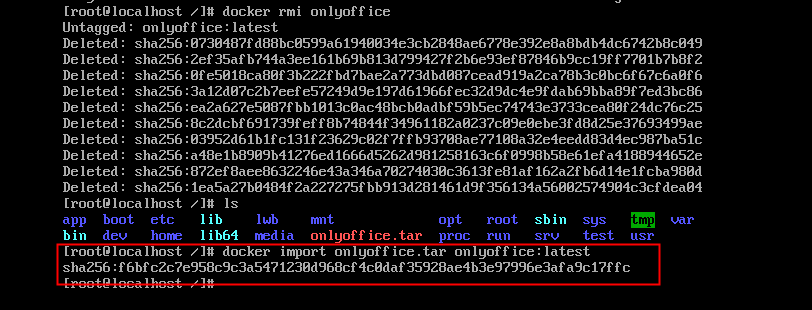 [root@localhost /]# docker rmi onlyoffice
Untagged: onlyoffice:latest
Deleted: sha256:0730487fd88bc0599a61940034e3cb2848ae6778e392e8a8bdb4dc6742b8c049
Deleted: sha256:2ef35afb744a3ee161b69b813d799427f2b6e93ef87846b9cc19ff7701b7b8f2
Deleted: sha256:0fe5018ca80f3b222fbd7bae2a773dbd087cead919a2ca78b3c0bc6f67c6a0f6
Deleted: sha256:3a12d07c2b7eefe57249d9e197d61966fec32d9dc4e9fdab69bba89f7ed3bc86
Deleted: sha256:ea2a627e5087fbb1013c0ac48bcb0adbf59b5ec74743e3733cea80f24dc76c25
Deleted: sha256:8c2dcbf691739feff8b74844f34961182a0237c09e0ebe3fd8d25e37693499ae
Deleted: sha256:03952d61b1fc131f23629c02f7ffb93708ae77108a32e4eedd83d4ec987ba51c
Deleted: sha256:a48e1b8909b41276ed1666d5262d981258163c6f0998b58e61efa4188944652e
Deleted: sha256:872ef8aee8632246e43a346a70274030c3613fe81af162a2fb6d14e1fcba980d
Deleted: sha256:1ea5a27b0484f2a227275fbb913d281461d9f356134a56002574904c3cfdea04
[root@localhost /]# ls
app boot etc lib lwb mnt opt root sbin sys tmp var
bin dev home lib64 media onlyoffice.tar proc run srv test usr
[root@localhost /]# docker import onlyoffice.tar onlyoffice:latest
sha256:f6bfc2c7e958c9c3a5471230d968cf4c0daf35928ae4b3e97996e3afa9c17ffc
[root@localhost /]#